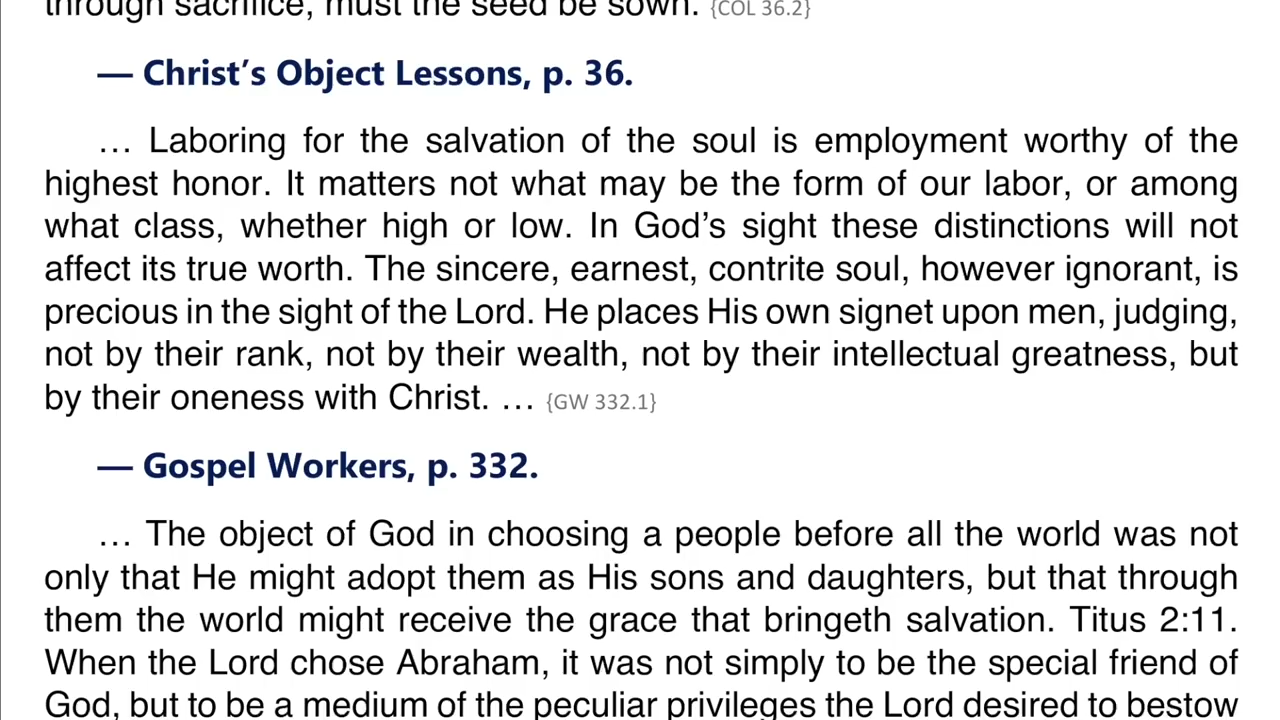 through sacrifice, must the seed be sown. {COL 36.2}
— Christ’s Object Lessons, p. 36.
… Laboring for the salvation of the soul is employment worthy of the
highest honor. It matters not what may be the form of our labor, or among
what class, whether high or low. In God’s sight these distinctions will not
affect its true worth. The sincere, earnest, contrite soul, however ignorant, is
precious in the sight of the Lord. He places His own signet upon men, judging,
not by their rank, not by their wealth, not by their intellectual greatness, but
by their oneness with Christ. … {GW 332.1}
— Gospel Workers, p. 332.
… The object of God in choosing a people before all the world was not
only that He might adopt them as His sons and daughters, but that through
them the world might receive the grace that bringeth salvation. Titus 2:11.
When the Lord chose Abraham, it was not simply to be the special friend of
God, but to be a medium of the peculiar privileges the Lord desired to bestow